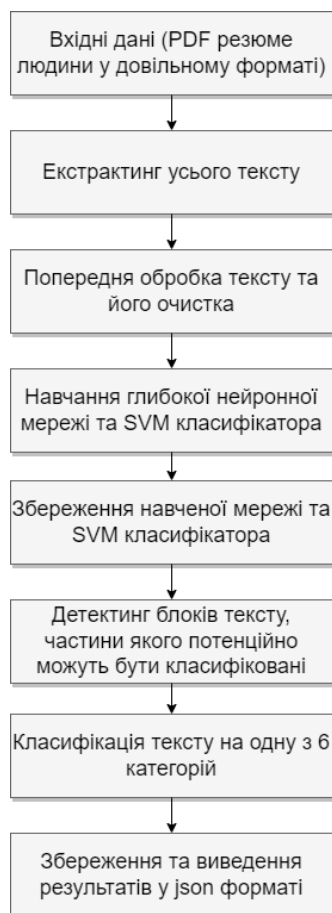 Вхідні дані (PDF резюме
людини у довільному форматі)
Екстрактинг усього тексту
Попередня обробка тексту та
його очистка
Навчання глибокої нейронної
мережі та SVM класифікатора
Збереження навченої мережі та
SVM класифікатора
Детектинг блоків тексту,
частини якого потенційно
можуть бути класифіковані
Класифікація тексту на одну з 6
категорій
Збереження та виведення
результатів у json форматі